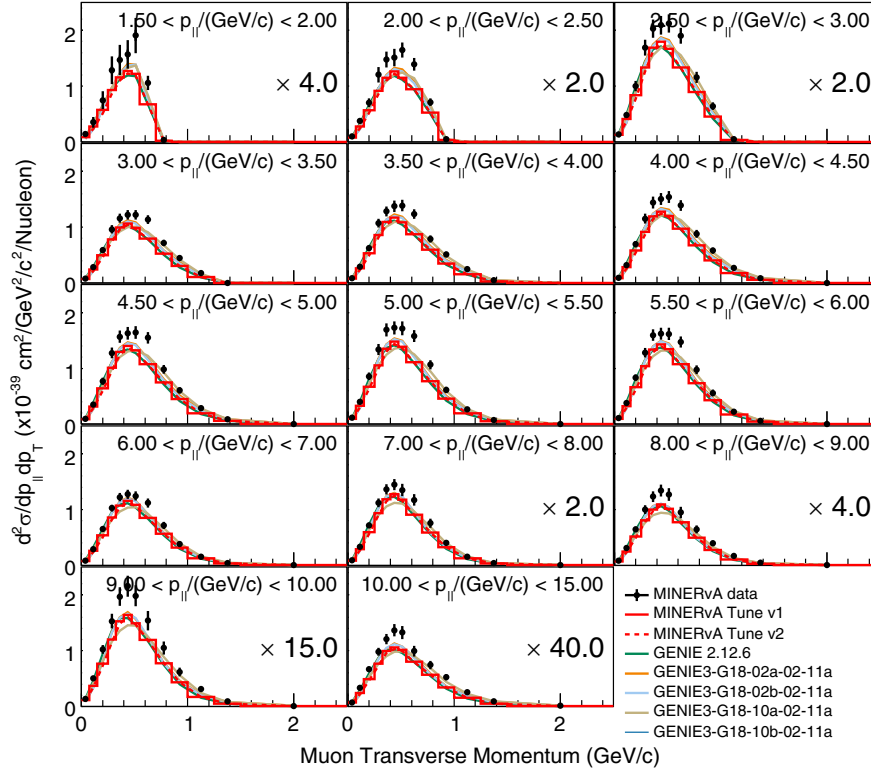 1.50 < p||/(GeV/c) < 2.00
2.00 < p||/(GeV/c) < 2.50
2.50 < p||/(GeV/c) < 3.00
2
1
0
× 4.0
× 2.0
× 2.0
3.00 < p||/(GeV/c) < 3.50
3.50 < p||/(GeV/c) < 4.00
4.00 < p||/(GeV/c) < 4.50
2
1
0
4.50 < p||/(GeV/c) < 5.00
5.00 < p||/(GeV/c) < 5.50
5.50 < p||/(GeV/c) < 6.00
2
1
0
6.00 < p||/(GeV/c) < 7.00
7.00 < p||/(GeV/c) < 8.00
8.00 < p||/(GeV/c) < 9.00
2
1
0
× 2.0
× 4.0
9.00 < p||/(GeV/c) < 10.00
10.00 < p||/(GeV/c) < 15.00
2
1
0
× 15.0
× 40.0
0 1 2
0 1 2
d²σ/dp||dpT (x10⁻³⁹ cm²/GeV²/c²/Nucleon)
Muon Transverse Momentum (GeV/c)
MINERvA data
MINERvA Tune v1
MINERvA Tune v2
GENIE 2.12.6
GENIE3-G18-02a-02-11a
GENIE3-G18-02b-02-11a
GENIE3-G18-10a-02-11a
GENIE3-G18-10b-02-11a